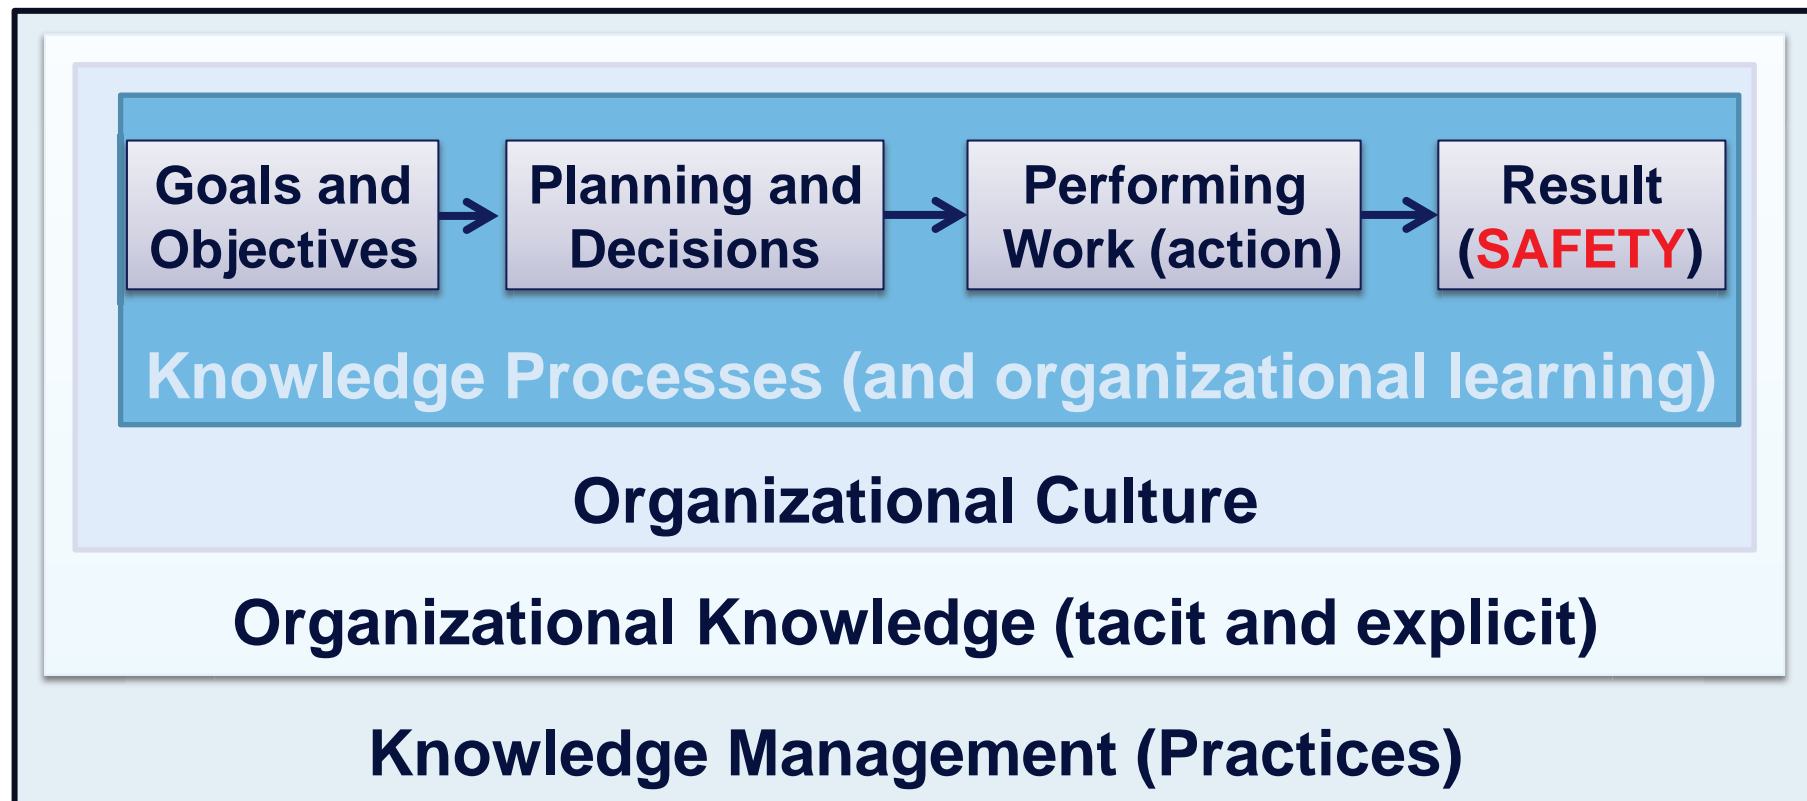 Goals and
Objectives
Planning and
Decisions
Performing
Work (action)
Result
(SAFETY)
Knowledge Processes (and organizational learning)
Organizational Culture
Organizational Knowledge (tacit and explicit)
Knowledge Management (Practices)